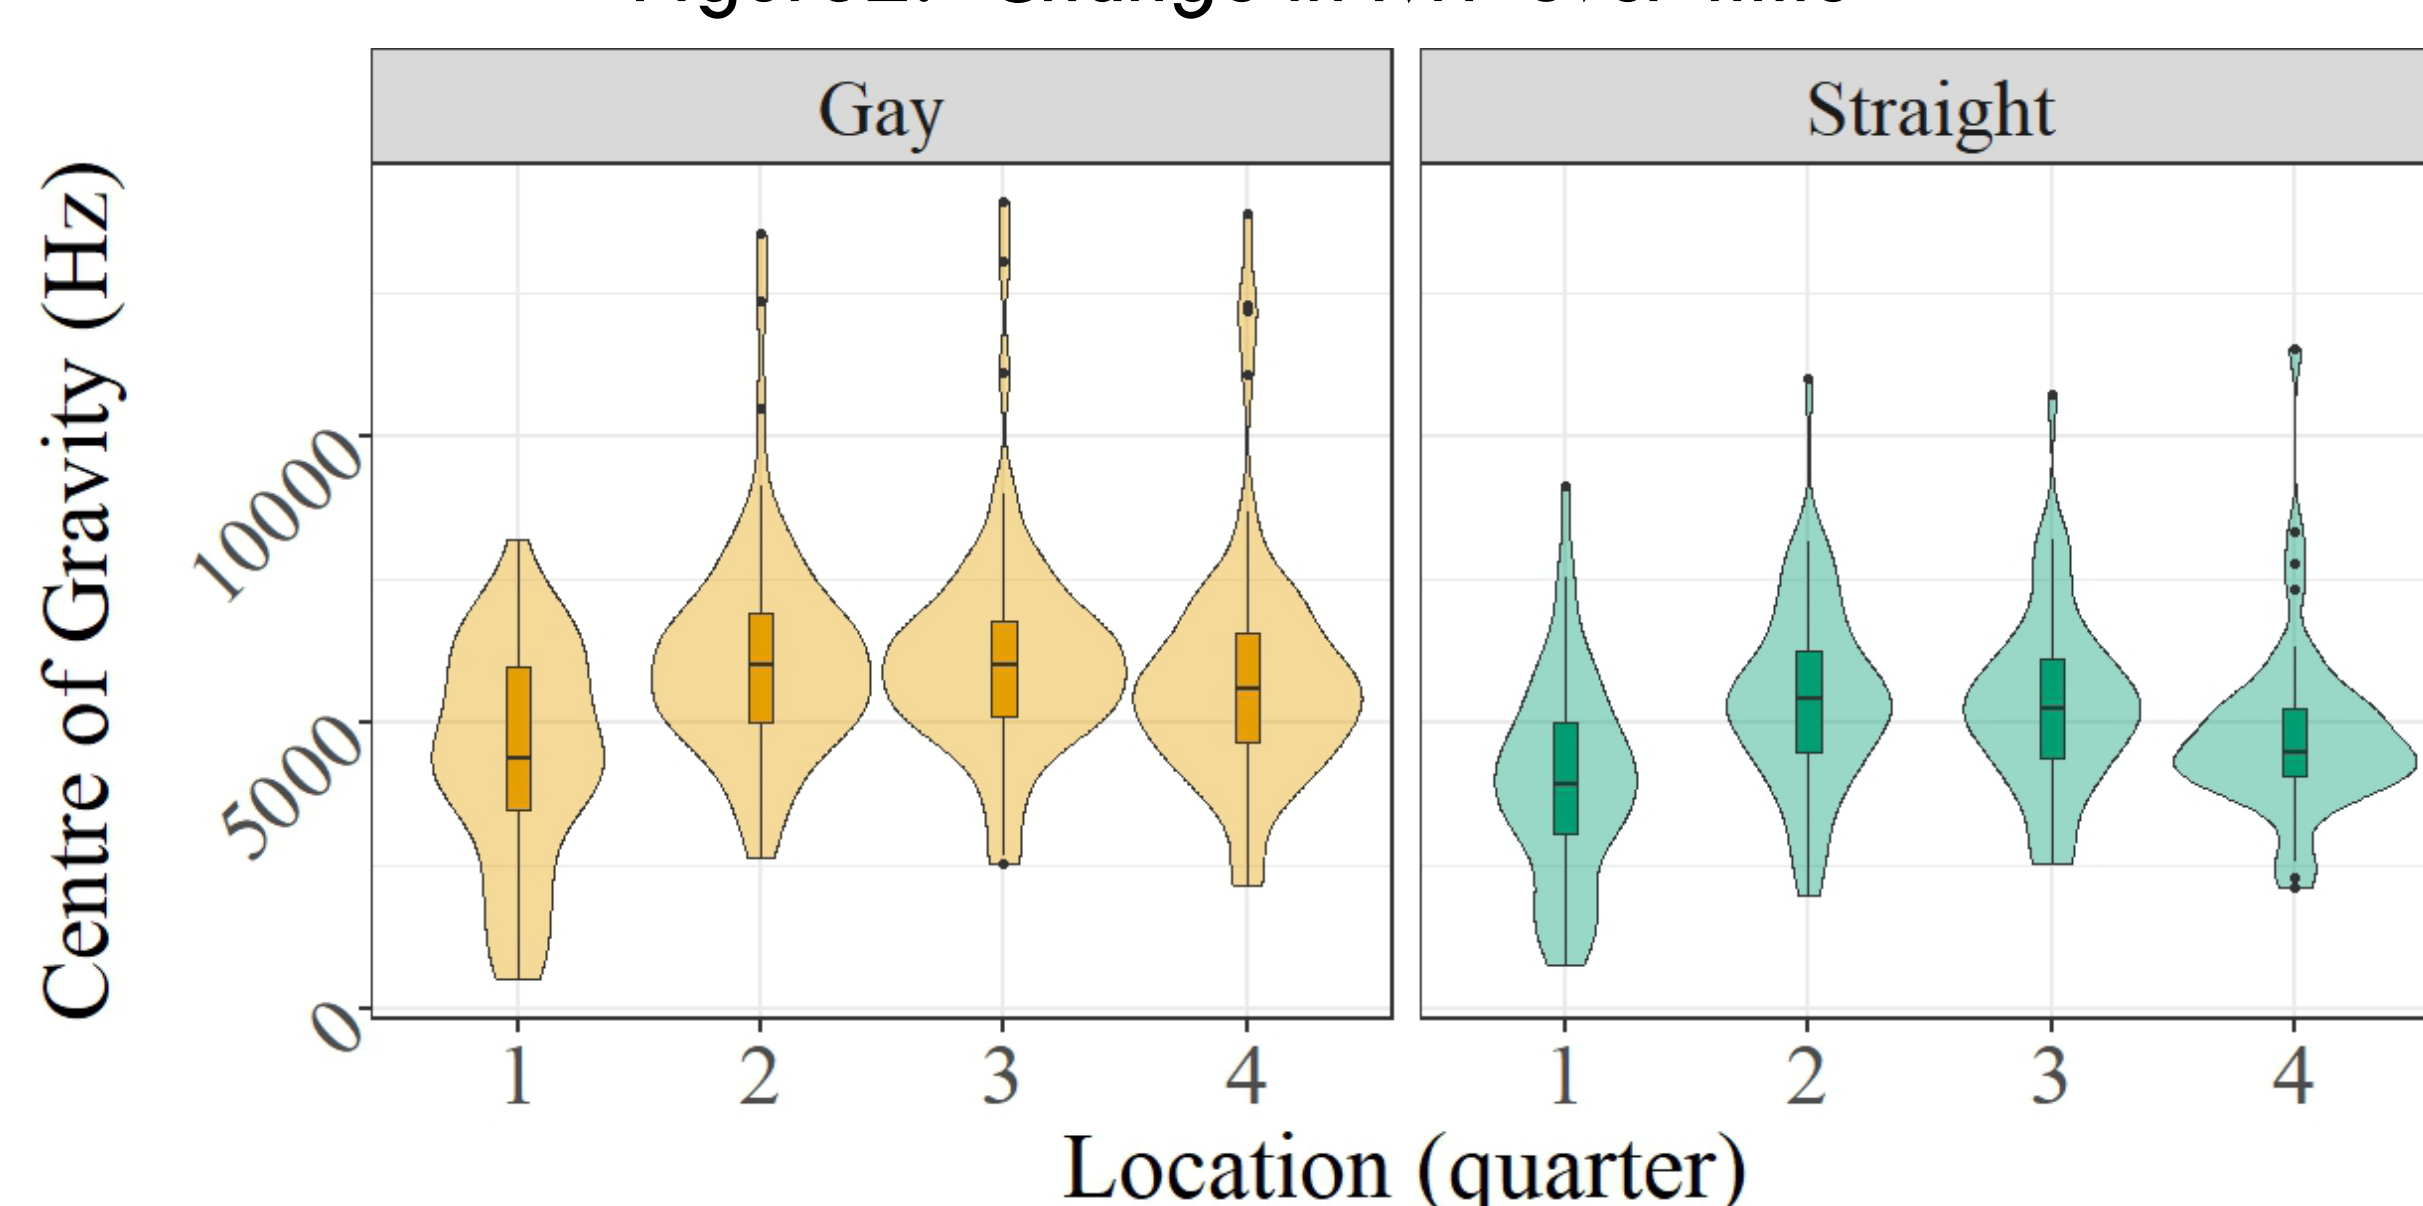 Gay Straight
Centre of Gravity (Hz)
10000
5000
0
1 2 3 4 1 2 3 4
Location (quarter)